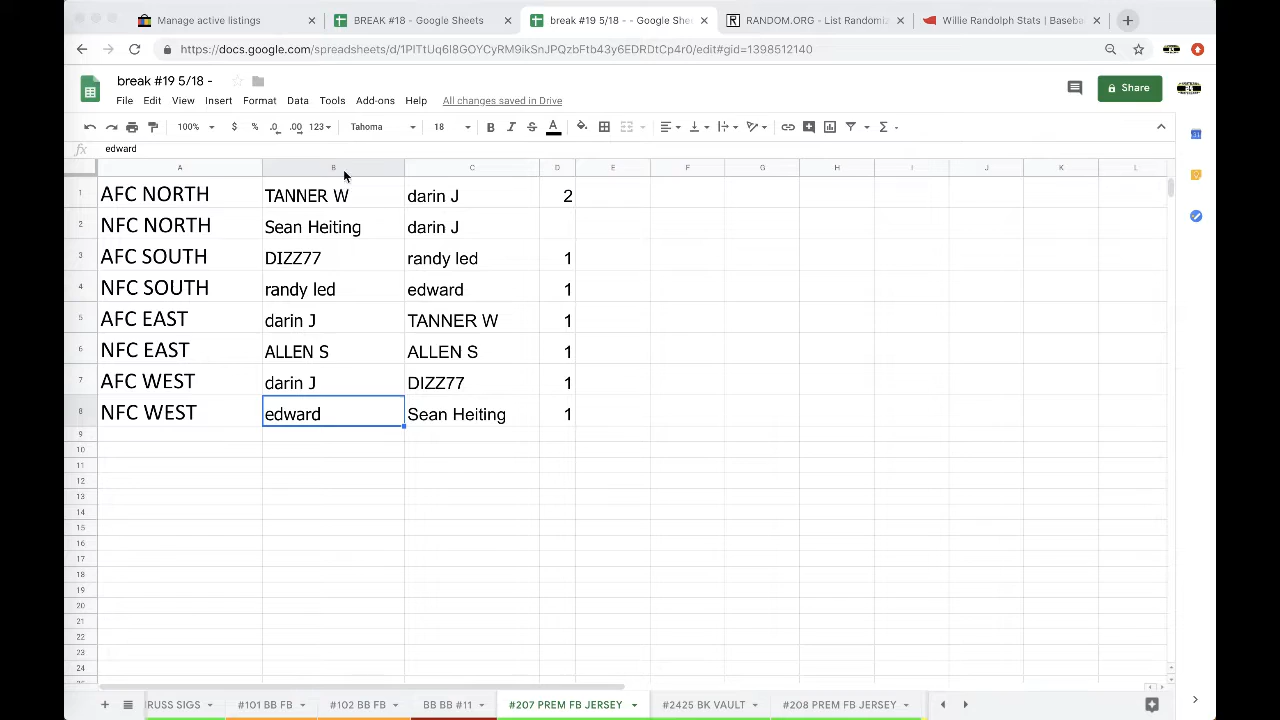 Manage active listings
BREAK #18 - Google Sheets
break #19 5/18 - - Google She
RANDOM.ORG - List Randomiz
Willie Randolph Stats | Baseba
https://docs.google.com/spreadsheets/d/
/edit#gid=1398512140
break #19 5/18 -
File Edit View Insert Format Data Tools Add-ons Help All changes saved in Drive
Share
100% $ % .0 .00 123 Tahoma 18 B I S A Σ
fx edward
A B C D E F G H I J K L
1 AFC NORTH TANNER W darin J 2
2 NFC NORTH Sean Heiting darin J
3 AFC SOUTH DIZZ77 randy led 1
4 NFC SOUTH randy led edward 1
5 AFC EAST darin J TANNER W 1
6 NFC EAST ALLEN S ALLEN S 1
7 AFC WEST darin J DIZZ77 1
8 NFC WEST edward Sean Heiting 1
9
10
11
12
13
14
15
16
17
18
19
20
21
22
23
24
RUSS SIGS #101 BB FB #102 BB FB #207 PREM FB JERSEY #2425 BK VAULT #208 PREM FB JERSEY